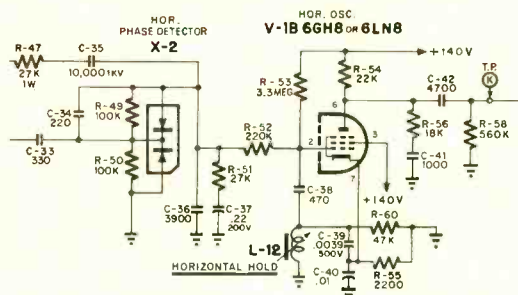 HOR.
PHASE DETECTOR
X-2
HOR. OSC.
V-1B 6GH8 OR 6LN8
R-47
27K
1W
C-35
10,000 1KV
C-34
220
R-49
100K
C-33
330
R-50
100K
C-36
3900
R-52
220K
R-51
27K
C-37
.22
200V
R-53
3.3MEG
R-54
22K
+140V
6
2
3
7
C-38
470
+140V
L-12
HORIZONTAL HOLD
C-39
.0039
500V
C-40
.01
R-60
47K
R-55
2200
C-42
4700
R-56
18K
C-41
1000
T.P.
K
R-58
560K